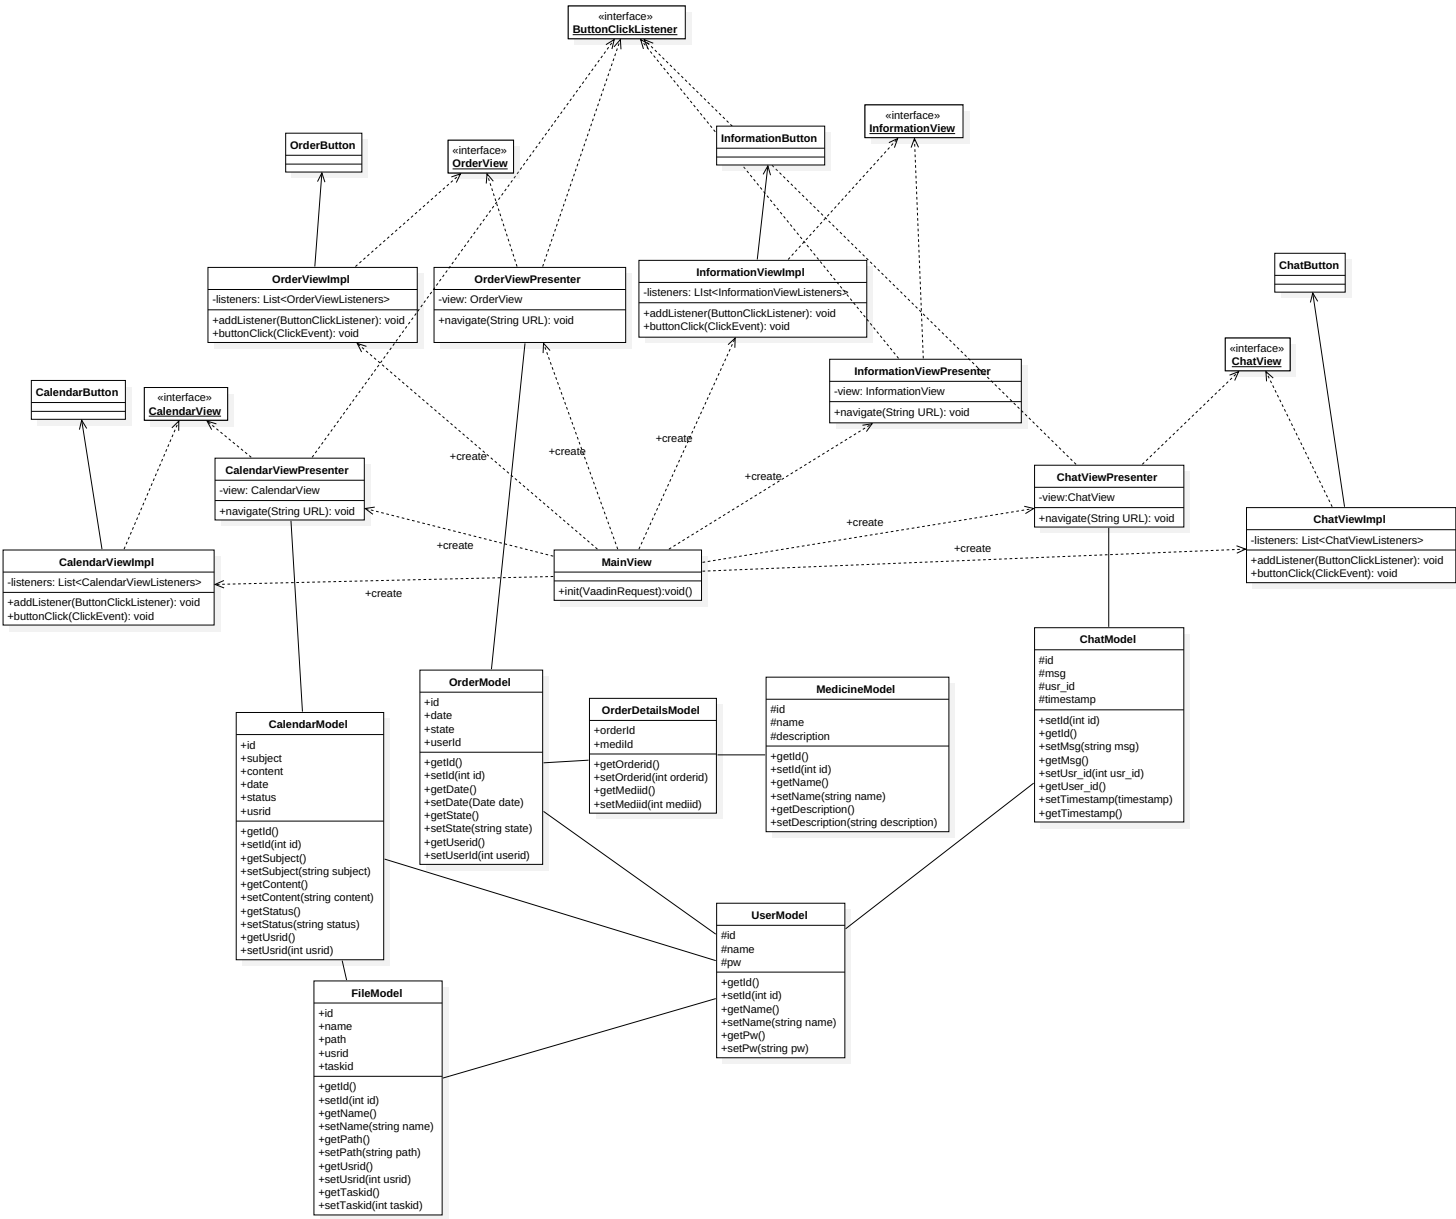 «interface»
ButtonClickListener
«interface»
InformationView
InformationButton
OrderButton
«interface»
OrderView
ChatButton
OrderViewImpl
-listeners: List<OrderViewListeners>
+addListener(ButtonClickListener): void
+buttonClick(ClickEvent): void
OrderViewPresenter
-view: OrderView
+navigate(String URL): void
InformationViewImpl
-listeners: LIst<InformationViewListeners>
+addListener(ButtonClickListener): void
+buttonClick(ClickEvent): void
«interface»
ChatView
InformationViewPresenter
-view: InformationView
+navigate(String URL): void
CalendarButton
«interface»
CalendarView
+create
+create
+create
+create
CalendarViewPresenter
-view: CalendarView
+navigate(String URL): void
ChatViewPresenter
-view:ChatView
+navigate(String URL): void
ChatViewImpl
-listeners: List<ChatViewListeners>
+addListener(ButtonClickListener): void
+buttonClick(ClickEvent): void
+create
+create
+create
+create
CalendarViewImpl
-listeners: List<CalendarViewListeners>
+addListener(ButtonClickListener): void
+buttonClick(ClickEvent): void
MainView
+init(VaadinRequest):void()
ChatModel
#id
#msg
#usr_id
#timestamp
+setId(int id)
+getId()
+setMsg(string msg)
+getMsg()
+setUsr_id(int usr_id)
+getUser_id()
+setTimestamp(timestamp)
+getTimestamp()
OrderModel
+id
+date
+state
+userId
+getId()
+setId(int id)
+getDate()
+setDate(Date date)
+getState()
+setState(string state)
+getUserid()
+setUserId(int userid)
OrderDetailsModel
+orderId
+mediId
+getOrderid()
+setOrderid(int orderid)
+getMediid()
+setMediid(int mediid)
MedicineModel
#id
#name
#description
+getId()
+setId(int id)
+getName()
+setName(string name)
+getDescription()
+setDescription(string description)
CalendarModel
+id
+subject
+content
+date
+status
+usrid
+getId()
+setId(int id)
+getSubject()
+setSubject(string subject)
+getContent()
+setContent(string content)
+getStatus()
+setStatus(string status)
+getUsrid()
+setUsrid(int usrid)
UserModel
#id
#name
#pw
+getId()
+setId(int id)
+getName()
+setName(string name)
+getPw()
+setPw(string pw)
FileModel
+id
+name
+path
+usrid
+taskid
+getId()
+setId(int id)
+getName()
+setName(string name)
+getPath()
+setPath(string path)
+getUsrid()
+setUsrid(int usrid)
+getTaskid()
+setTaskid(int taskid)